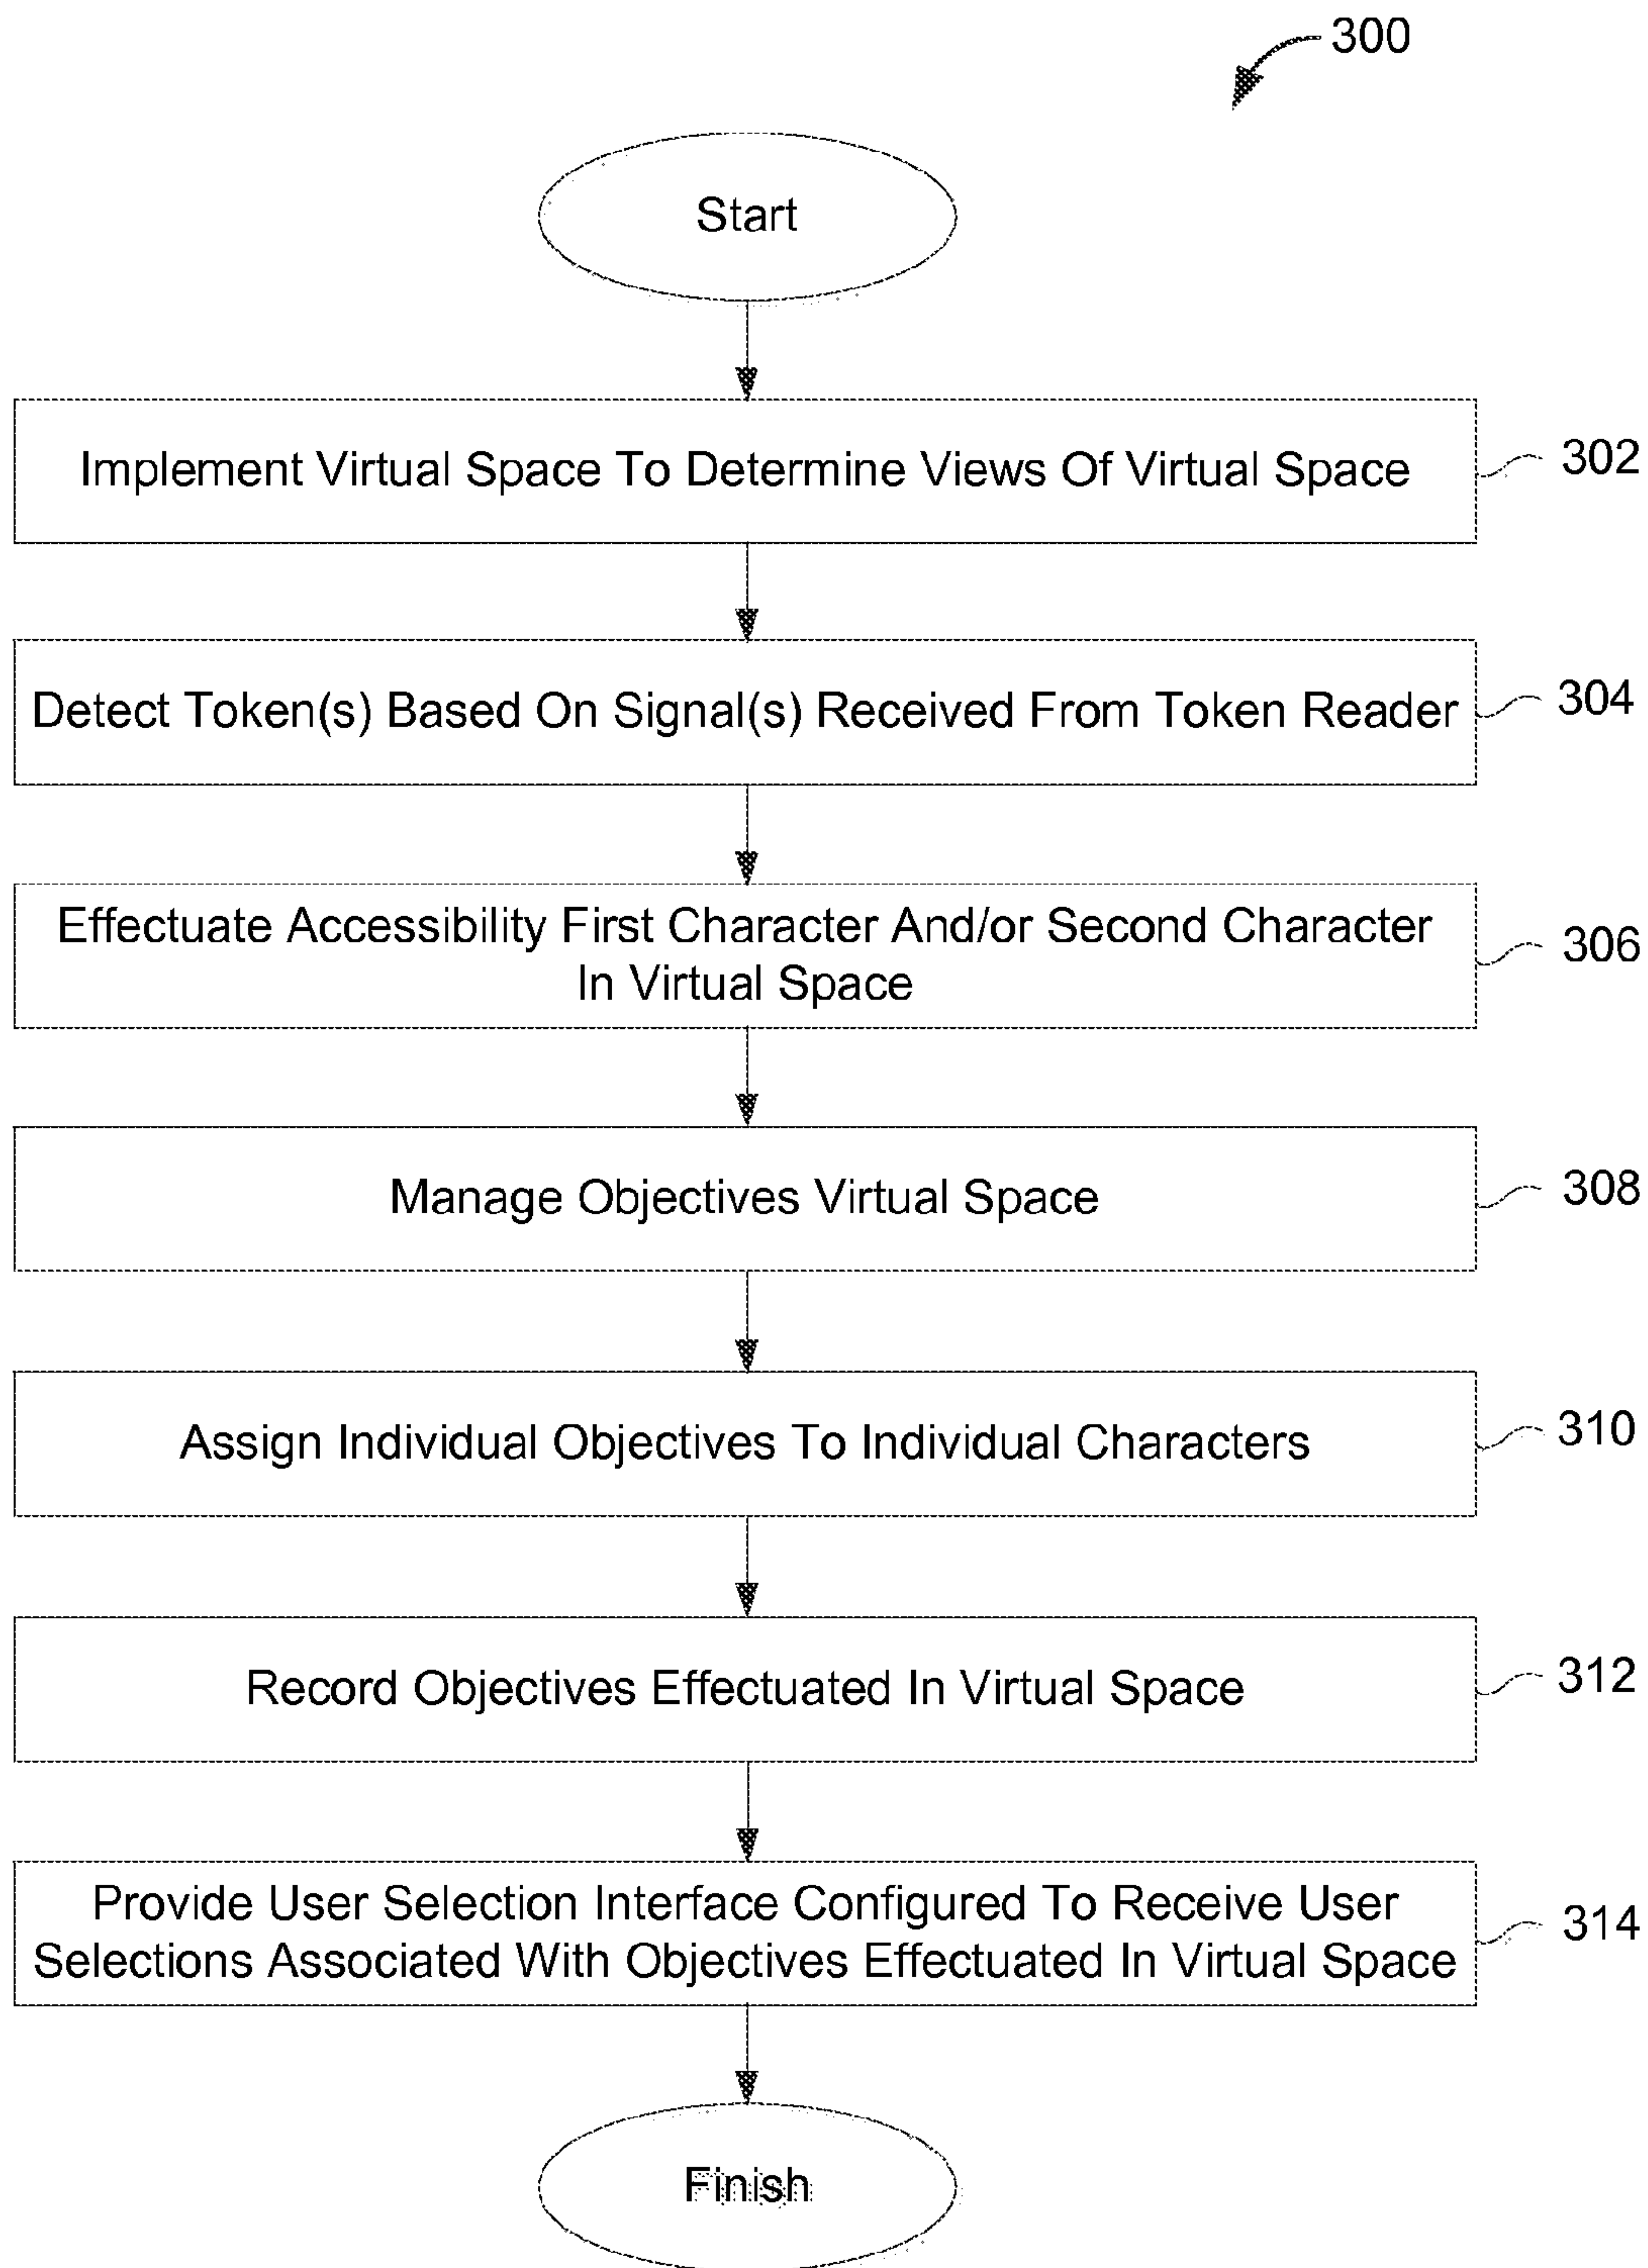 300
Start
Implement Virtual Space To Determine Views Of Virtual Space
302
Detect Token(s) Based On Signal(s) Received From Token Reader
304
Effectuate Accessibility First Character And/or Second Character
In Virtual Space
306
Manage Objectives Virtual Space
308
Assign Individual Objectives To Individual Characters
310
Record Objectives Effectuated In Virtual Space
312
Provide User Selection Interface Configured To Receive User
Selections Associated With Objectives Effectuated In Virtual Space
314
Finish